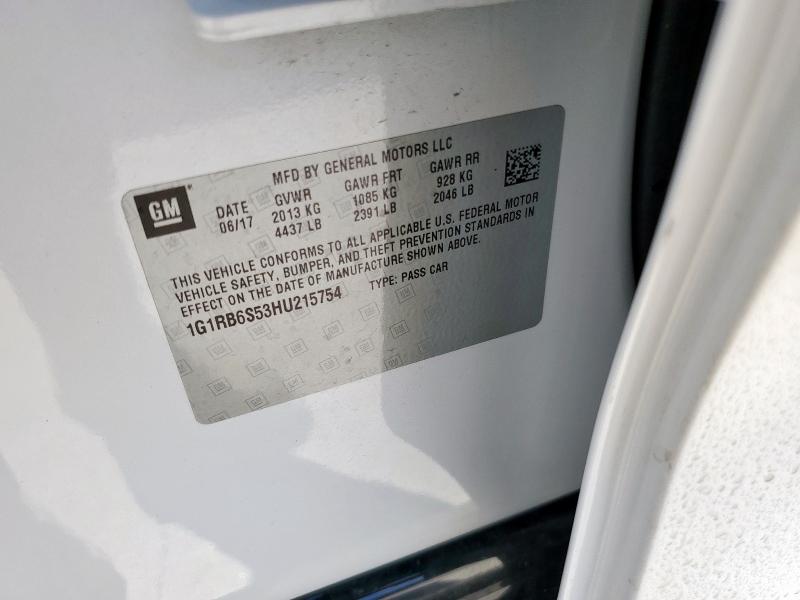 MFD BY GENERAL MOTORS LLC
GM
DATE GVWR GAWR FRT GAWR RR
06/17 2013 KG 1085 KG 928 KG
4437 LB 2391 LB 2046 LB
THIS VEHICLE CONFORMS TO ALL APPLICABLE U.S. FEDERAL MOTOR
VEHICLE SAFETY, BUMPER, AND THEFT PREVENTION STANDARDS IN
EFFECT ON THE DATE OF MANUFACTURE SHOWN ABOVE.
1G1RB6S53HU215754 TYPE: PASS CAR